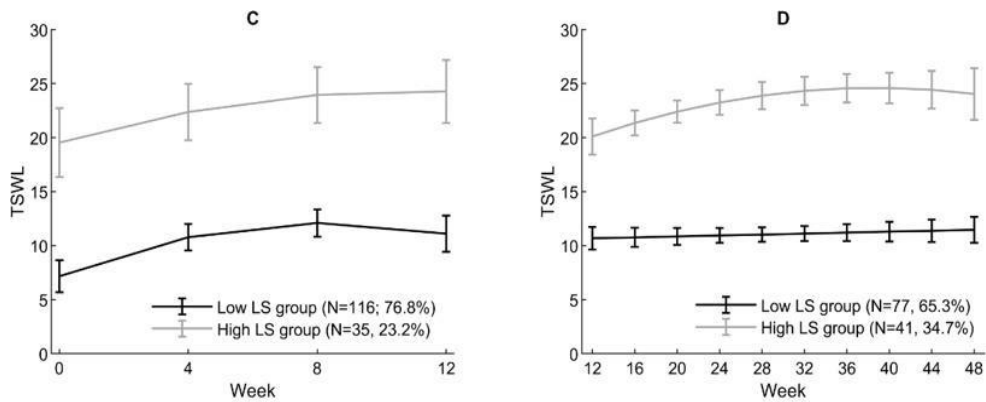 C
30
25
20
15
10
5
0
TSWL
Low LS group (N=116; 76.8%)
High LS group (N=35, 23.2%)
0 4 8 12
Week
D
30
25
20
15
10
5
0
TSWL
Low LS group (N=77, 65.3%)
High LS group (N=41, 34.7%)
12 16 20 24 28 32 36 40 44 48
Week